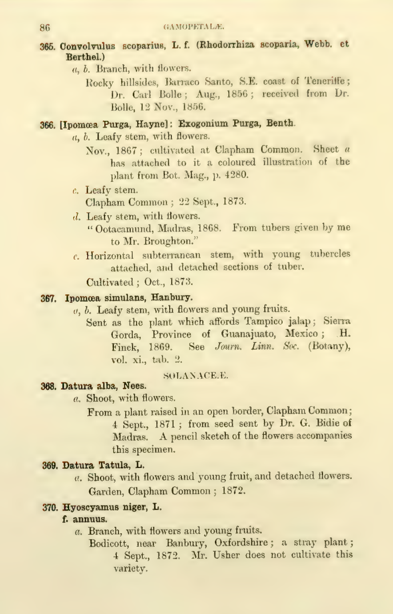 86
GAMOPETALÆ.
365. Convolvulus scoparius, L. f. (Rhodorrhiza scoparia, Webb. et
Berthel.)
a, b. Branch, with flowers.
Rocky hillsides, Barraco Santo, S.E. coast of Teneriffe;
Dr. Carl Bolle; Aug., 1856; received from Dr.
Bolle, 12 Nov., 1856.
366. [Ipomœa Purga, Hayne]: Exogonium Purga, Benth.
a, b. Leafy stem, with flowers.
Nov., 1867; cultivated at Clapham Common. Sheet a
has attached to it a coloured illustration of the
plant from Bot. Mag., p. 4280.
c. Leafy stem.
Clapham Common; 22 Sept., 1873.
d. Leafy stem, with flowers.
"Ootacamund, Madras, 1868. From tubers given by me
to Mr. Broughton."
e. Horizontal subterranean stem, with young tubercles
attached, and detached sections of tuber.
Cultivated; Oct., 1873.
367. Ipomœa simulans, Hanbury.
a, b. Leafy stem, with flowers and young fruits.
Sent as the plant which affords Tampico jalap; Sierra
Gorda, Province of Guanajuato, Mexico; H.
Finck, 1869. See Journ. Linn. Soc. (Botany),
vol. xi., tab. 2.
SOLANACEÆ.
368. Datura alba, Nees.
a. Shoot, with flowers.
From a plant raised in an open border, Clapham Common;
4 Sept., 1871; from seed sent by Dr. G. Bidie of
Madras. A pencil sketch of the flowers accompanies
this specimen.
369. Datura Tatula, L.
a. Shoot, with flowers and young fruit, and detached flowers.
Garden, Clapham Common; 1872.
370. Hyoscyamus niger, L.
f. annuus.
a. Branch, with flowers and young fruits.
Bodicott, near Banbury, Oxfordshire; a stray plant;
4 Sept., 1872. Mr. Usher does not cultivate this
variety.